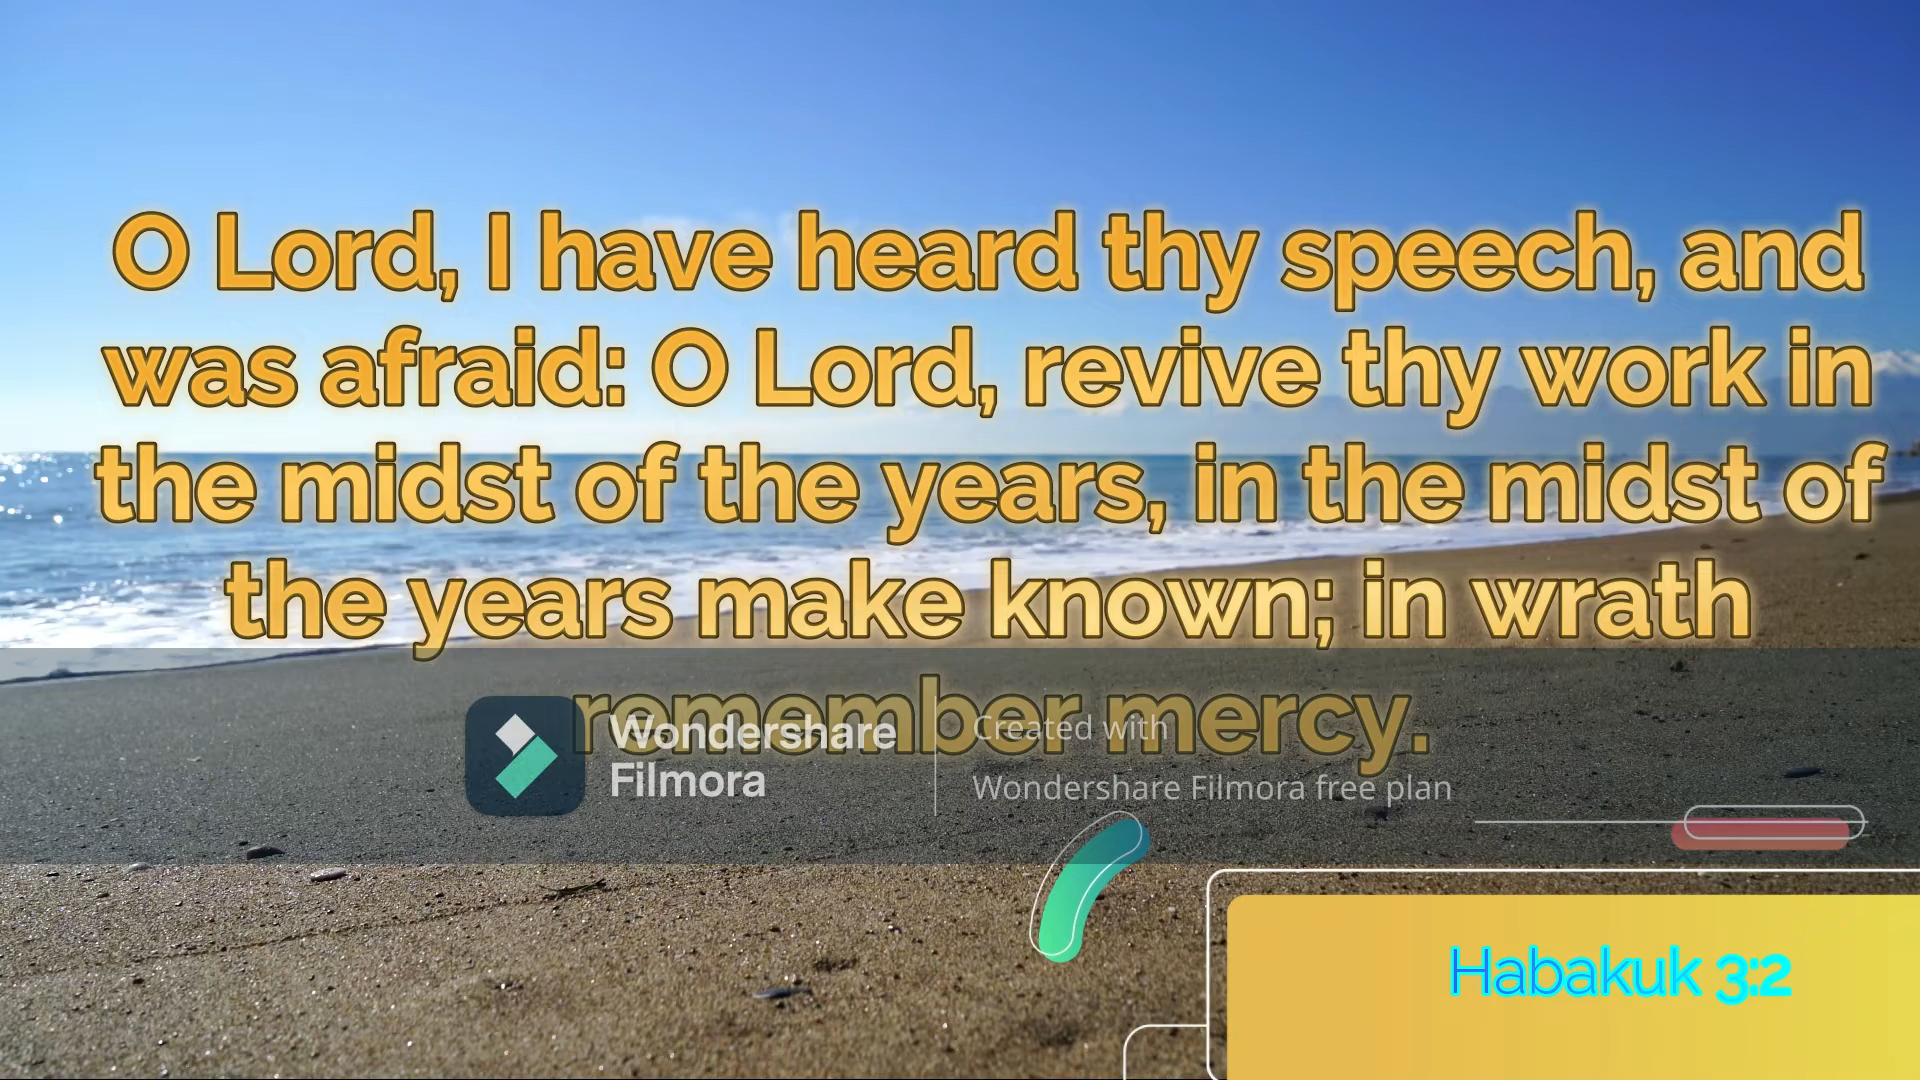 O Lord, I have heard thy speech, and
was afraid: O Lord, revive thy work in
the midst of the years, in the midst of
the years make known; in wrath
remember mercy.
Wondershare
Filmora
Created with
Wondershare Filmora free plan
Habakuk 3:2